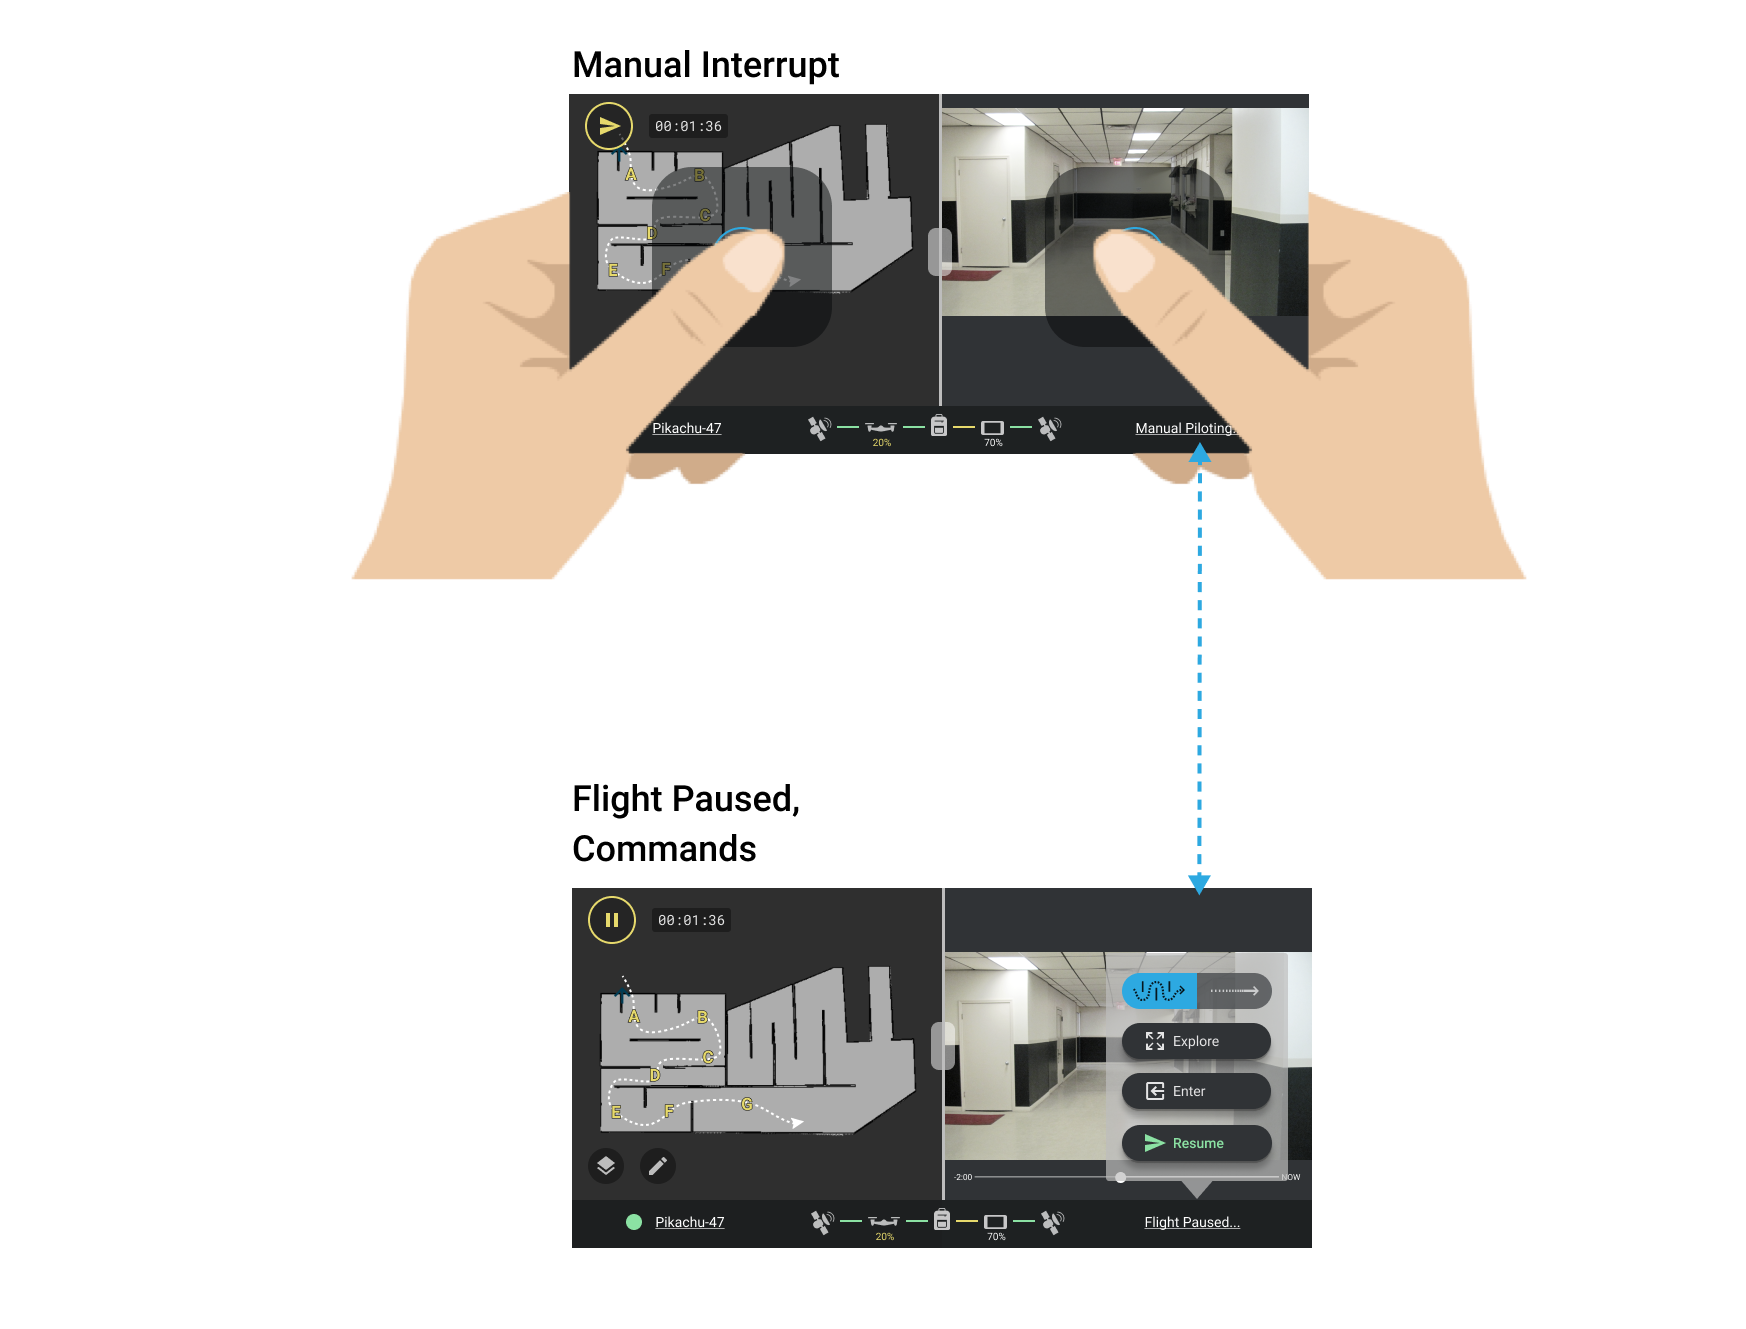 Manual Interrupt
00:01:36
A
B
C
D
E
F
Pikachu-47
20%
70%
Manual Piloting
Flight Paused,
Commands
00:01:36
A
B
C
D
E
F
G
Explore
Enter
Resume
-2:00
NOW
Pikachu-47
20%
70%
Flight Paused...